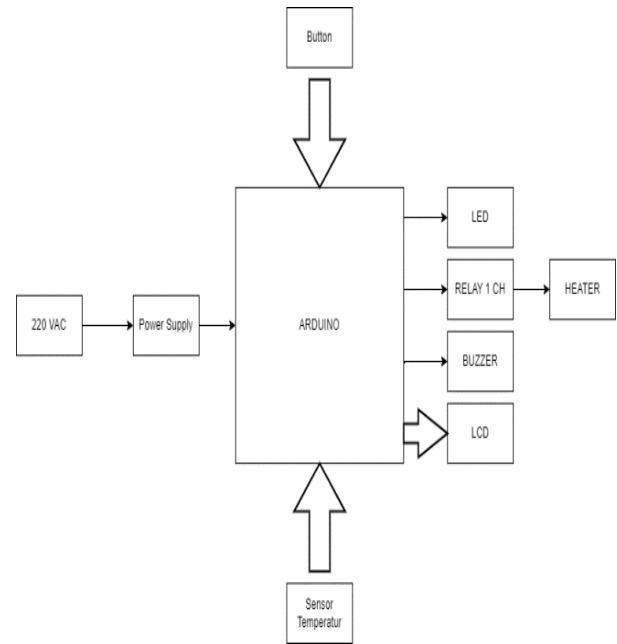 Button
LED
RELAY 1 CH
HEATER
220 VAC
Power Supply
ARDUINO
BUZZER
LCD
Sensor
Temperatur